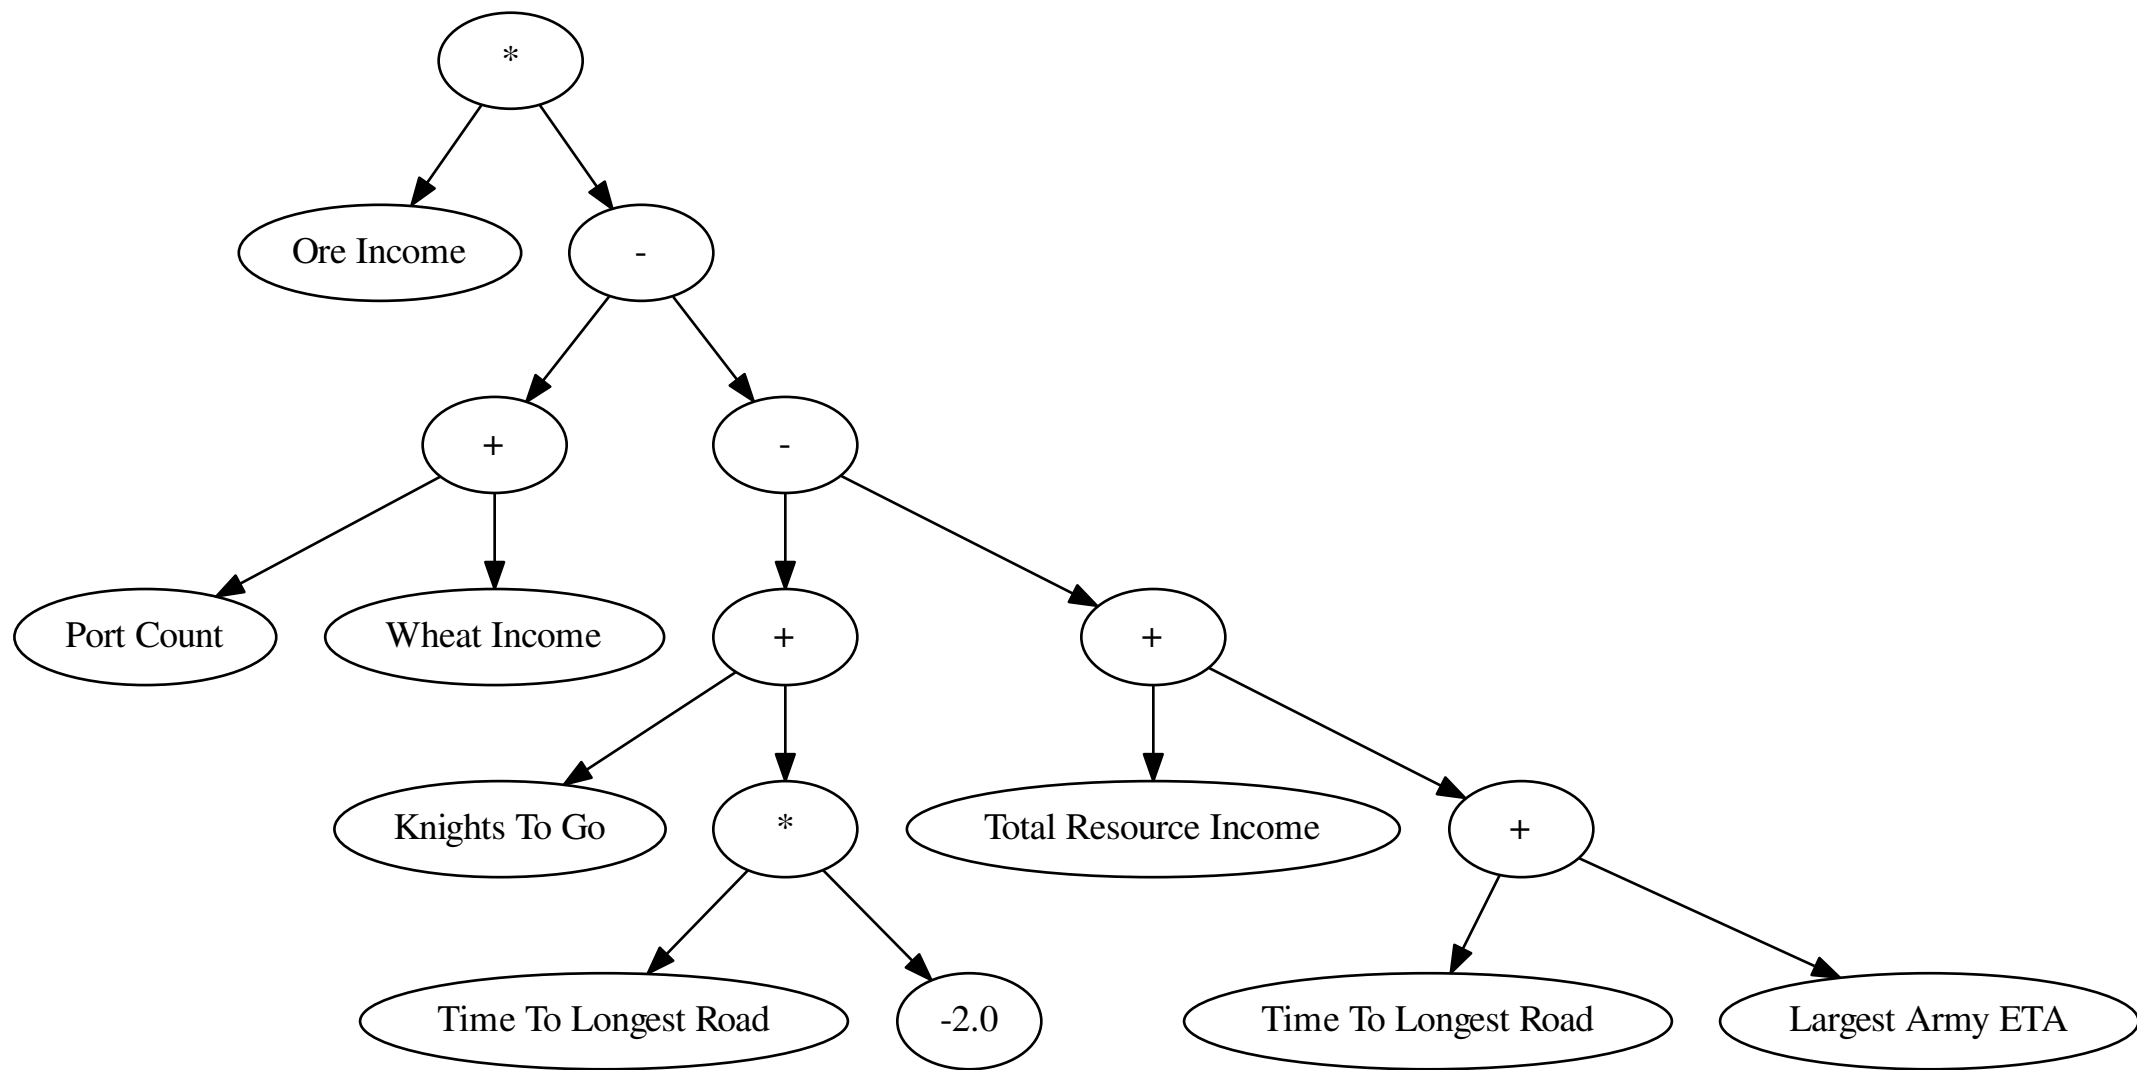 *
Ore Income
-
+
-
Port Count
Wheat Income
+
+
Knights To Go
*
Total Resource Income
+
Time To Longest Road
-2.0
Time To Longest Road
Largest Army ETA